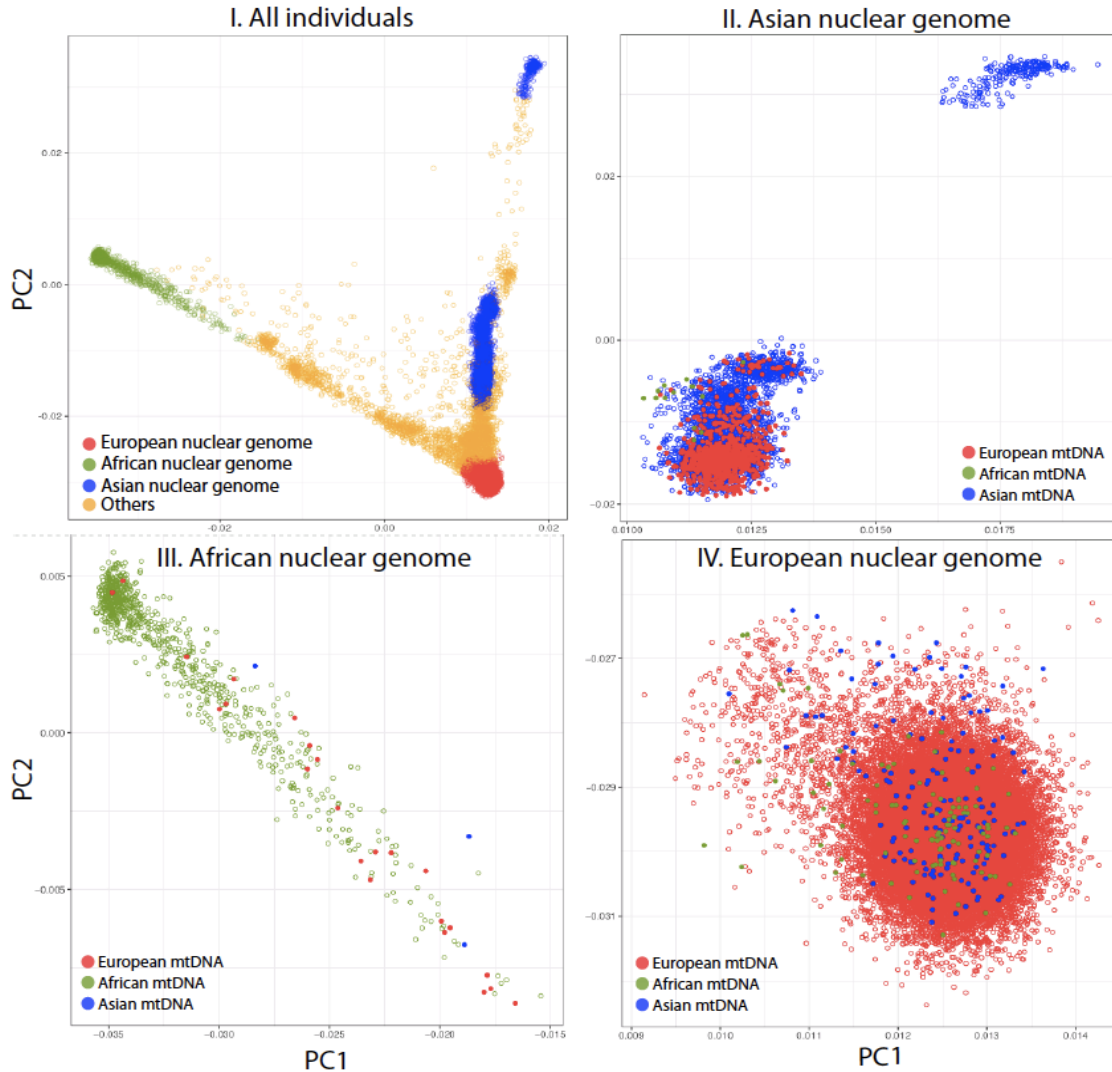 I. All individuals
PC2
0.02
0.00
-0.02
European nuclear genome
African nuclear genome
Asian nuclear genome
Others
-0.02
0.00
0.02
II. Asian nuclear genome
0.02
0.00
-0.02
European mtDNA
African mtDNA
Asian mtDNA
0.0100
0.0125
0.0150
0.0175
III. African nuclear genome
PC2
0.005
0.000
-0.005
European mtDNA
African mtDNA
Asian mtDNA
-0.035
-0.030
-0.025
-0.020
-0.015
PC1
IV. European nuclear genome
-0.027
-0.029
-0.031
European mtDNA
African mtDNA
Asian mtDNA
0.009
0.010
0.011
0.012
0.013
0.014
PC1